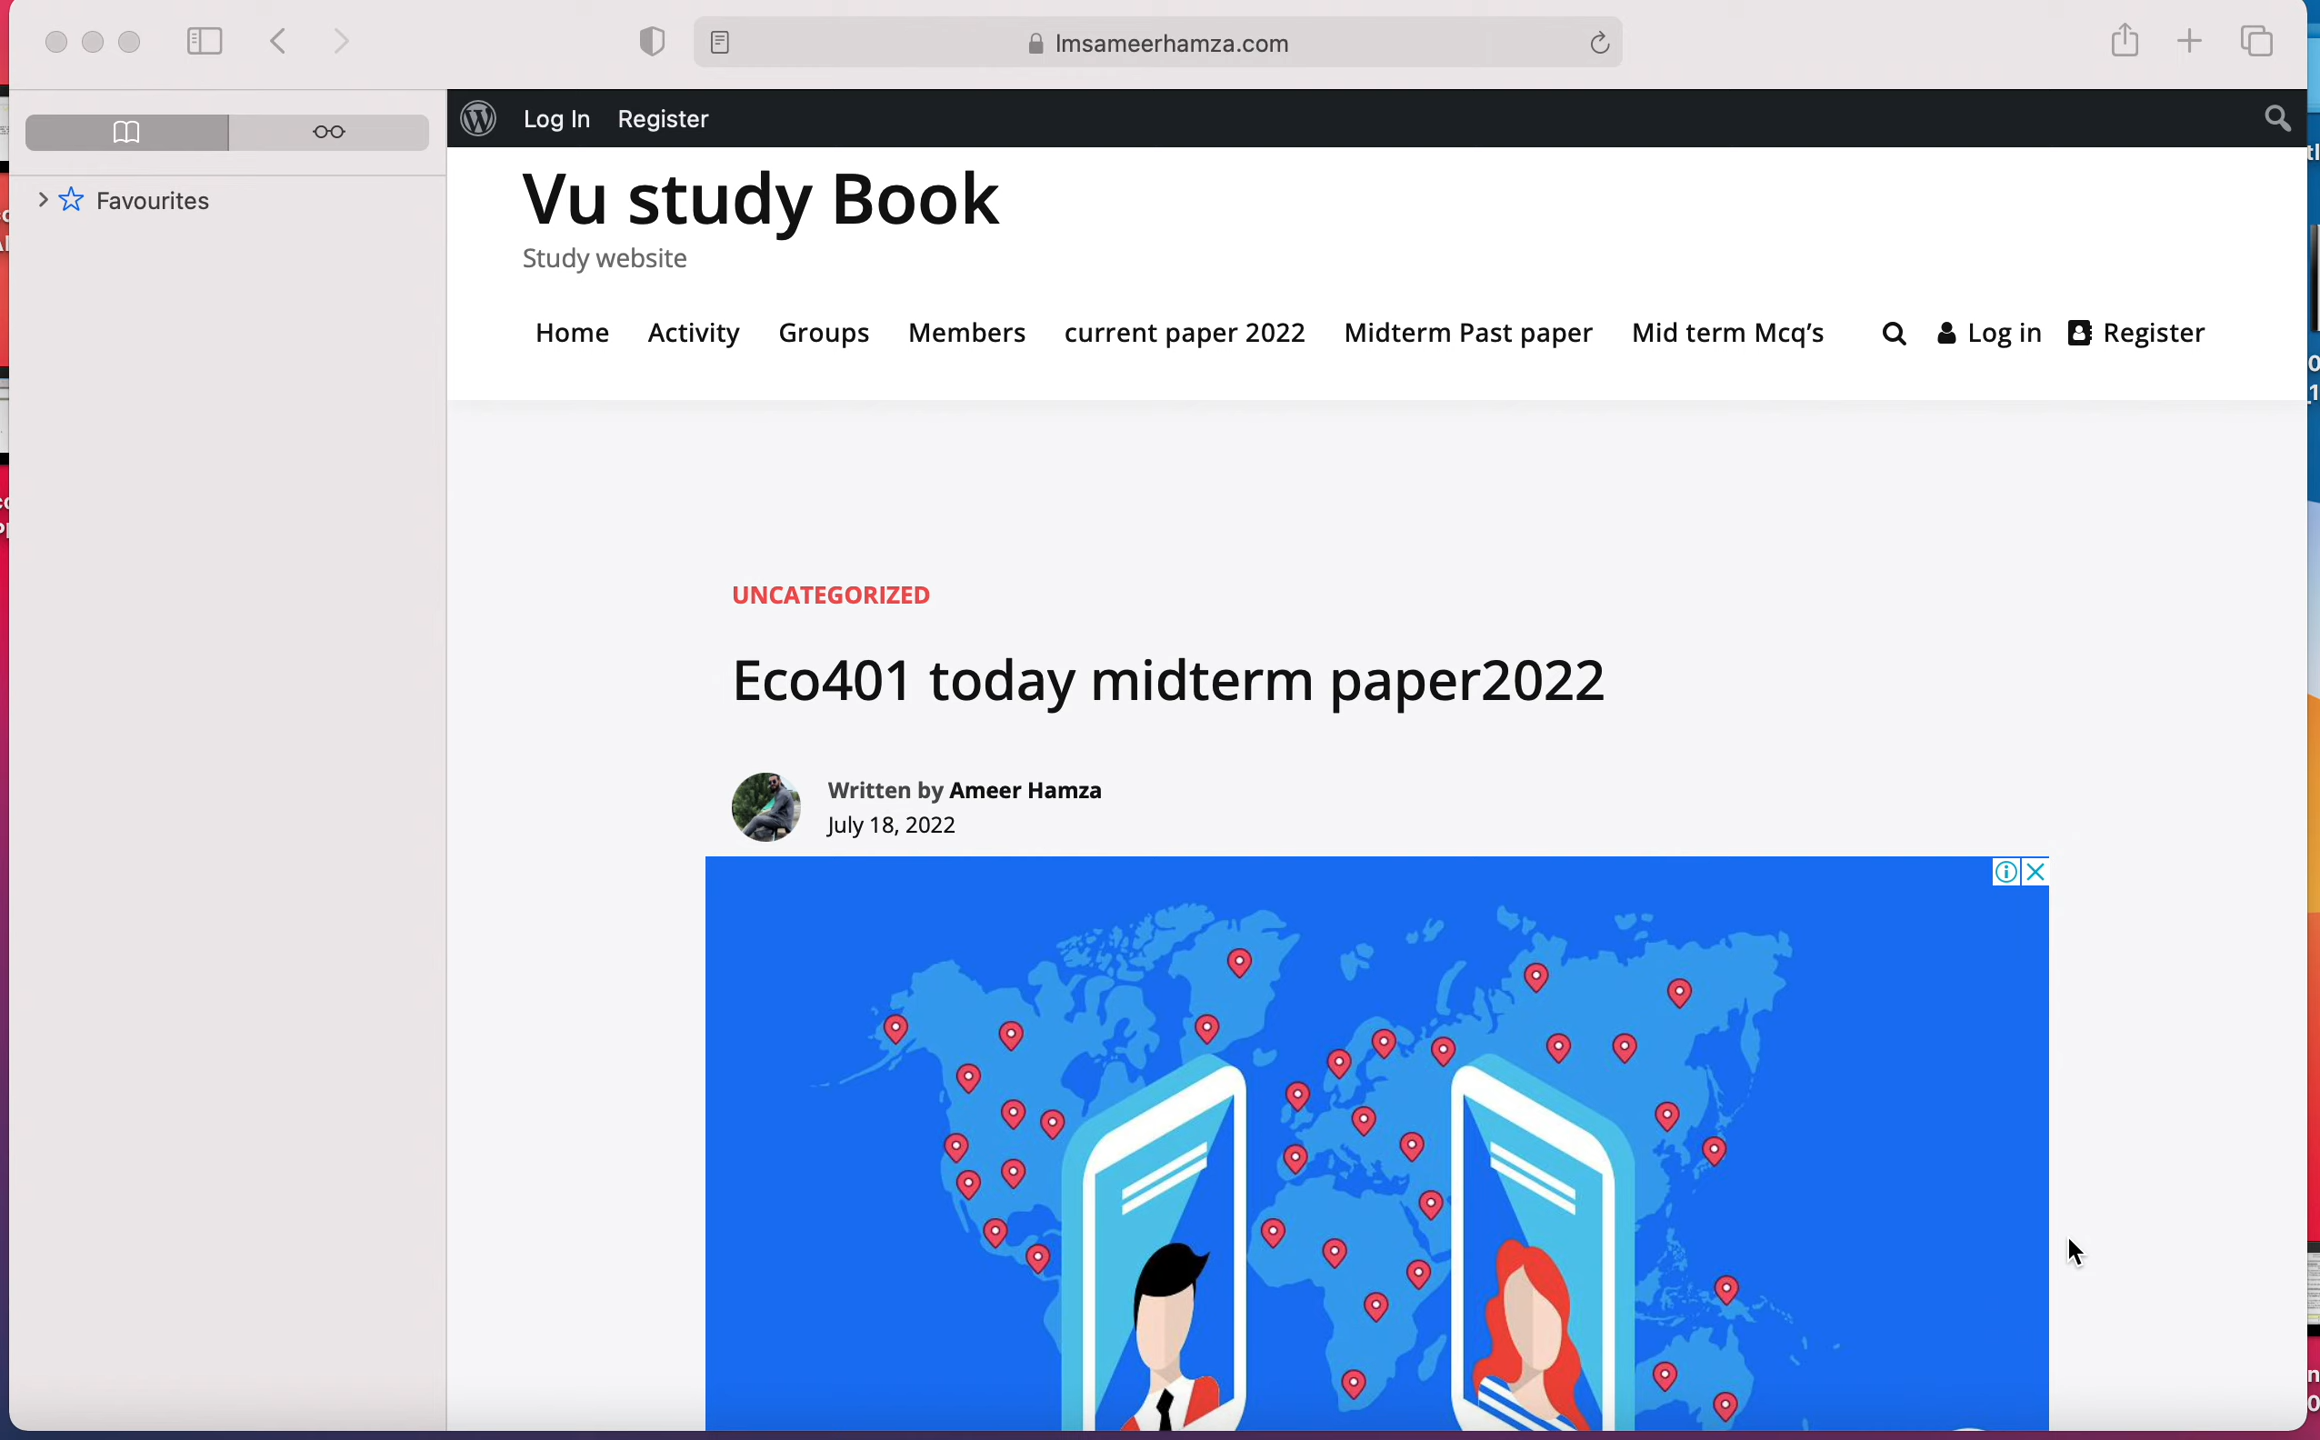 lmsameerhamza.com
Log In Register
Favourites
Vu study Book
Study website
Home Activity Groups Members current paper 2022 Midterm Past paper Mid term Mcq’s Log in Register
UNCATEGORIZED
Eco401 today midterm paper2022
Written by Ameer Hamza
July 18, 2022